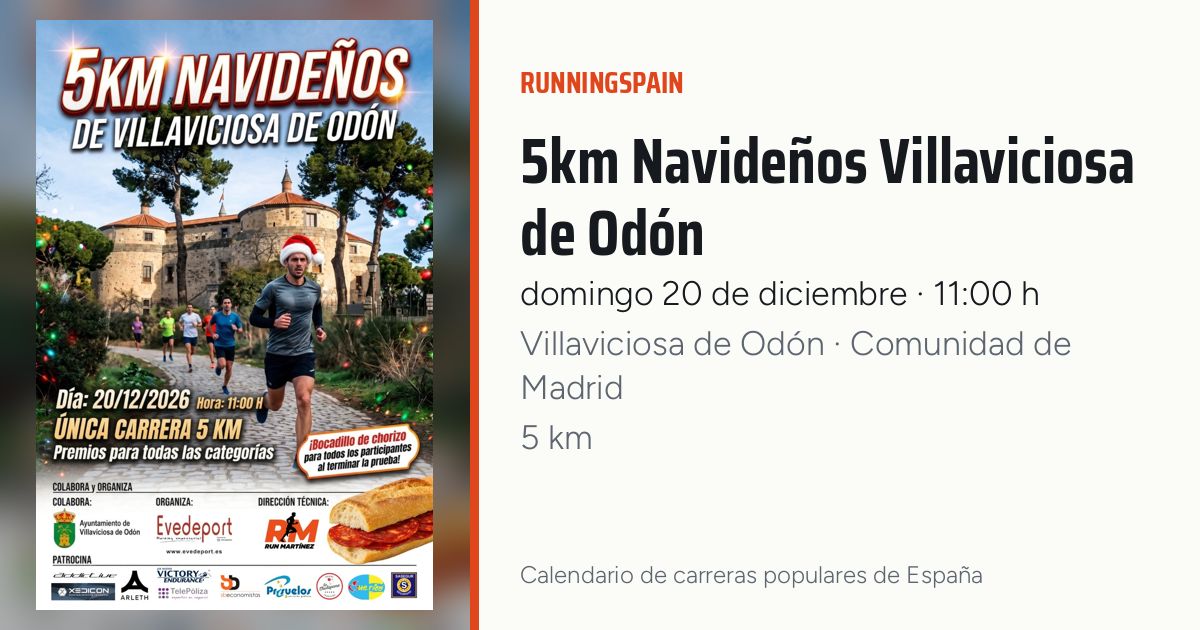 5KM NAVIDEÑOS
DE VILLAVICIOSA DE ODÓN
Día: 20/12/2026 Hora: 11:00 H
ÚNICA CARRERA 5 KM
Premios para todas las categorías
¡Bocadillo de chorizo
para todos los participantes
al terminar la prueba!
COLABORA y ORGANIZA
COLABORA:
ORGANIZA:
DIRECCIÓN TÉCNICA:
Ayuntamiento de
Villaviciosa de Odón
Evedeport
www.evedeport.es
RM
RUN MARTÍNEZ
PATROCINA
addictive
XEDICON
ARLETH
VICTORY
ENDURANCE
TelePóliza
economistas
Piruelos
RUNNINGSPAIN
5km Navideños Villaviciosa
de Odón
domingo 20 de diciembre · 11:00 h
Villaviciosa de Odón · Comunidad de
Madrid
5 km
Calendario de carreras populares de España